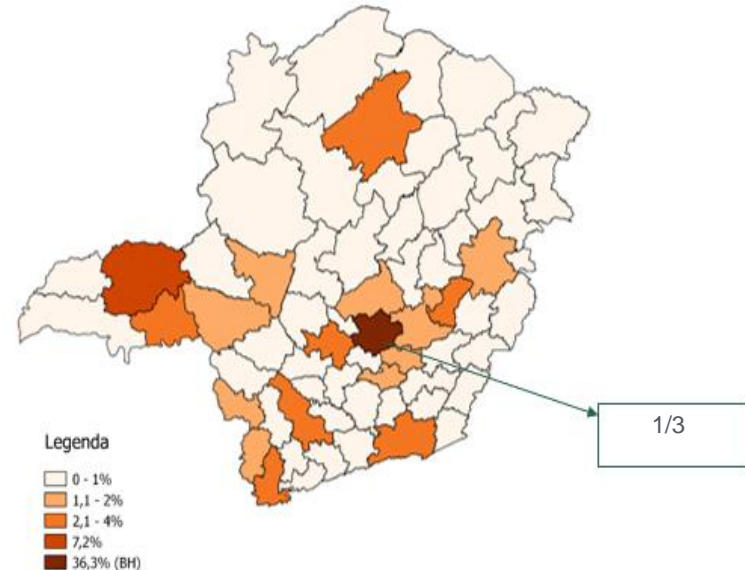 1/3
Legenda
0 - 1%
1,1 - 2%
2,1 - 4%
7,2%
36,3% (BH)